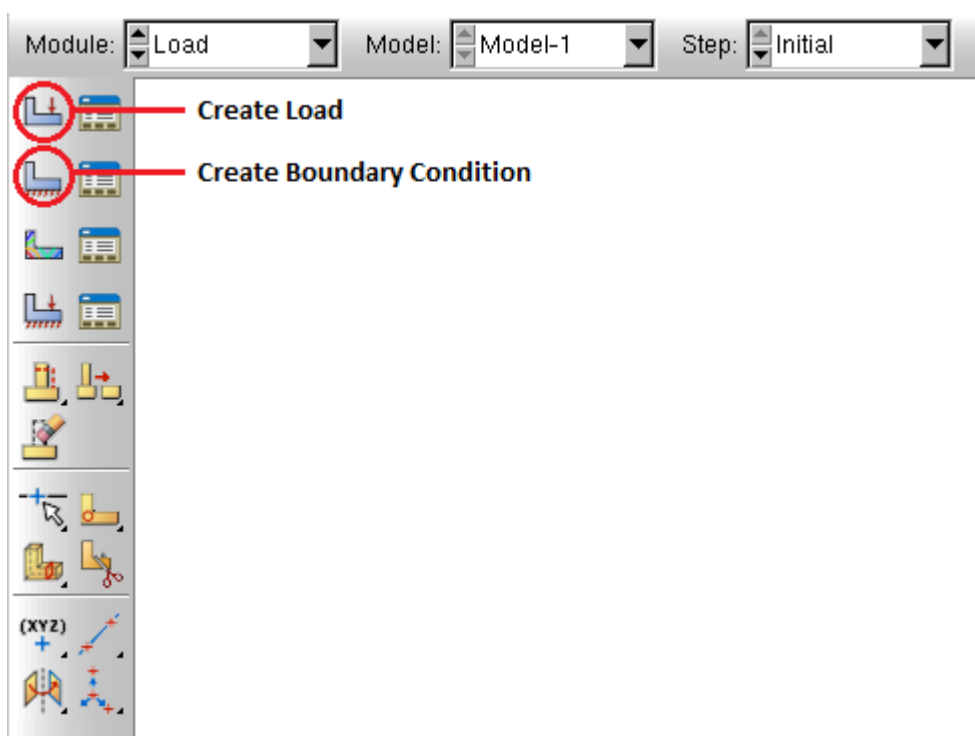 Module: Load Model: Model-1 Step: Initial
Create Load
Create Boundary Condition
(XYZ)